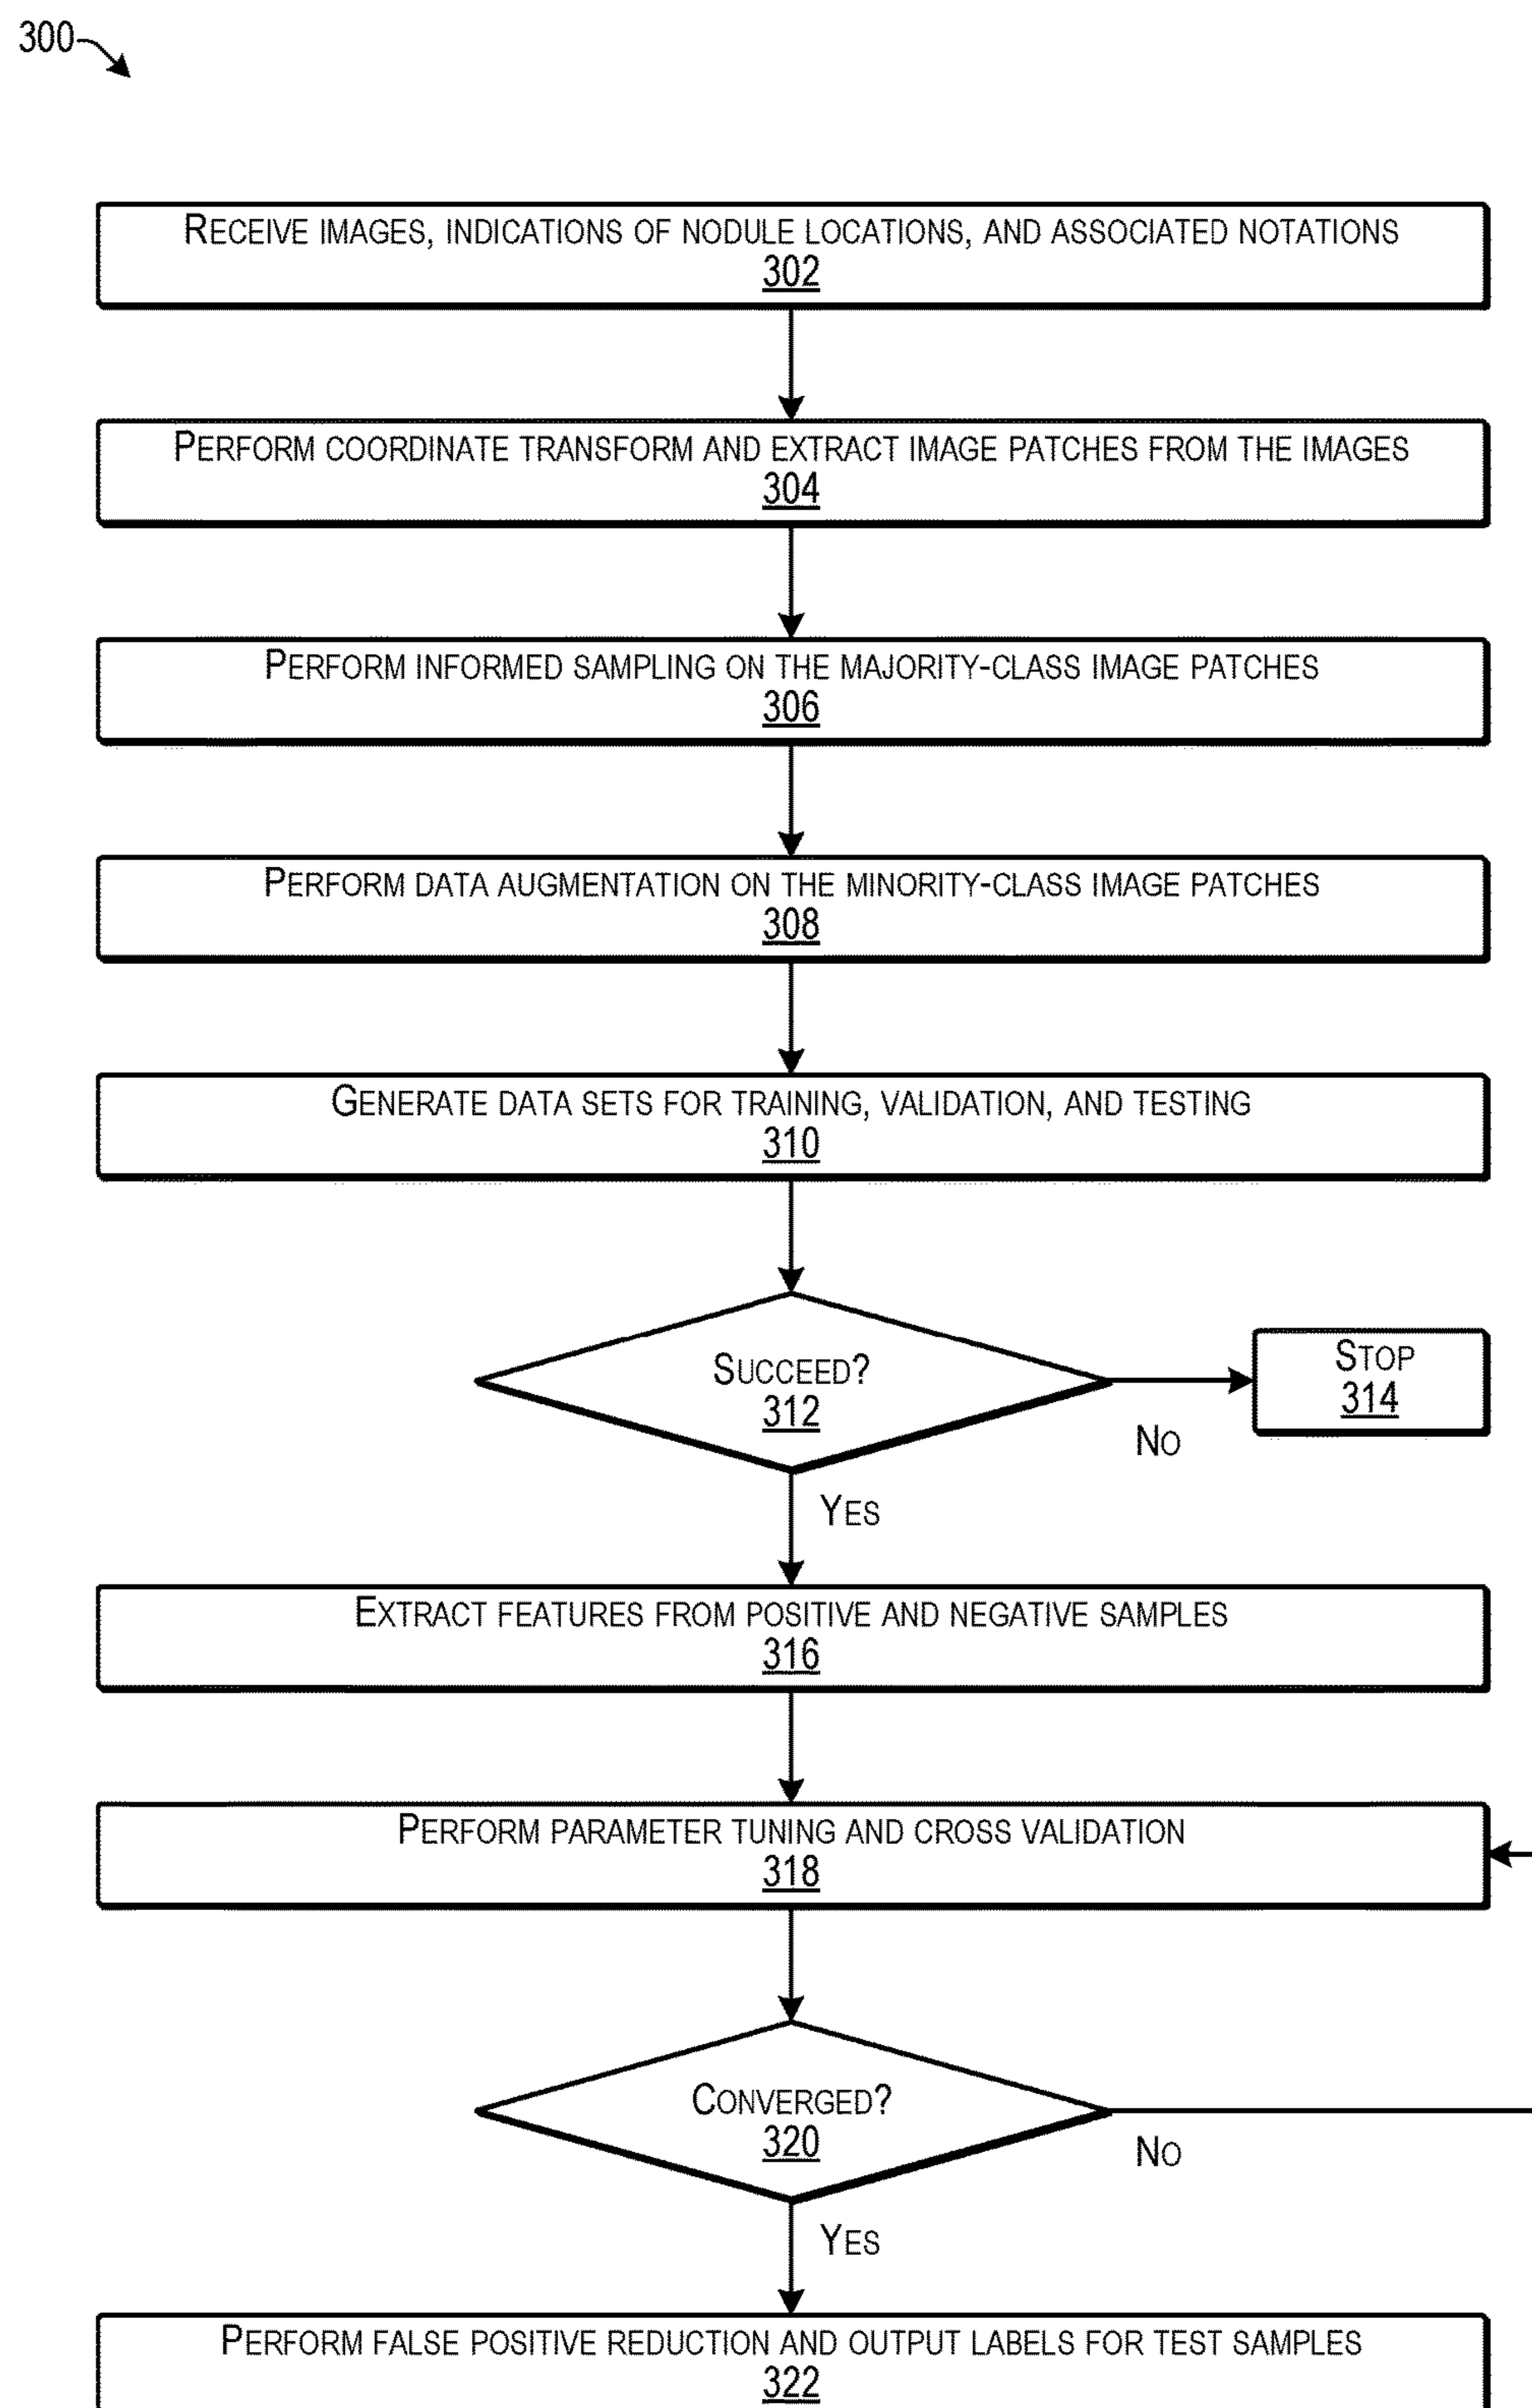 300
Receive images, indications of nodule locations, and associated notations
302
Perform coordinate transform and extract image patches from the images
304
Perform informed sampling on the majority-class image patches
306
Perform data augmentation on the minority-class image patches
308
Generate data sets for training, validation, and testing
310
Succeed?
312
No
Stop
314
Yes
Extract features from positive and negative samples
316
Perform parameter tuning and cross validation
318
Converged?
320
No
Yes
Perform false positive reduction and output labels for test samples
322